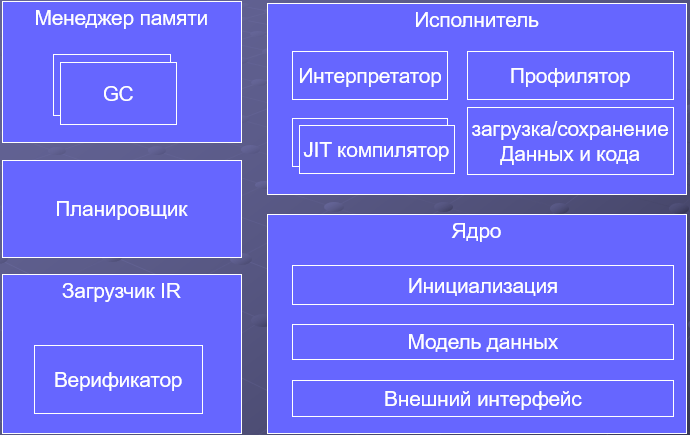 Менеджер памяти
GC
Планировщик
Загрузчик IR
Верификатор
Исполнитель
Интерпретатор
Профилятор
JIT компилятор
загрузка/сохранение
Данных и кода
Ядро
Инициализация
Модель данных
Внешний интерфейс